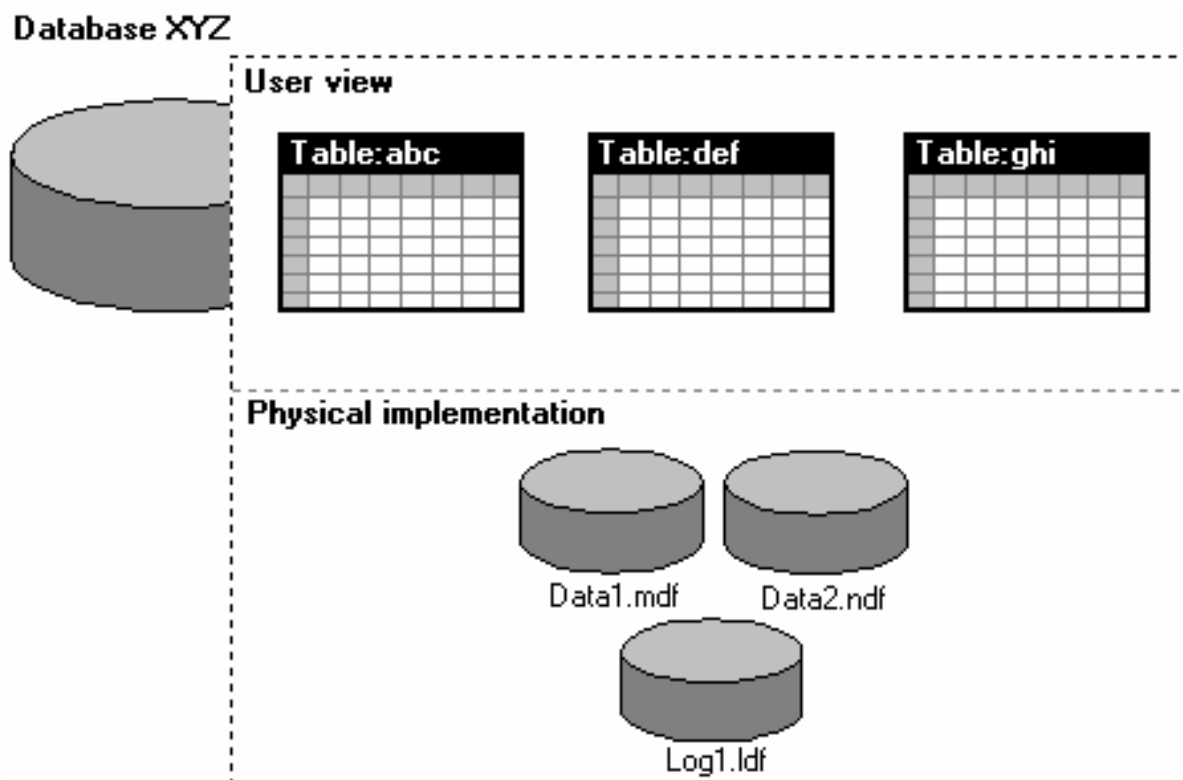 Database XYZ
User view
Table:abc
Table:def
Table:ghi
Physical implementation
Data1.mdf
Data2.ndf
Log1.ldf